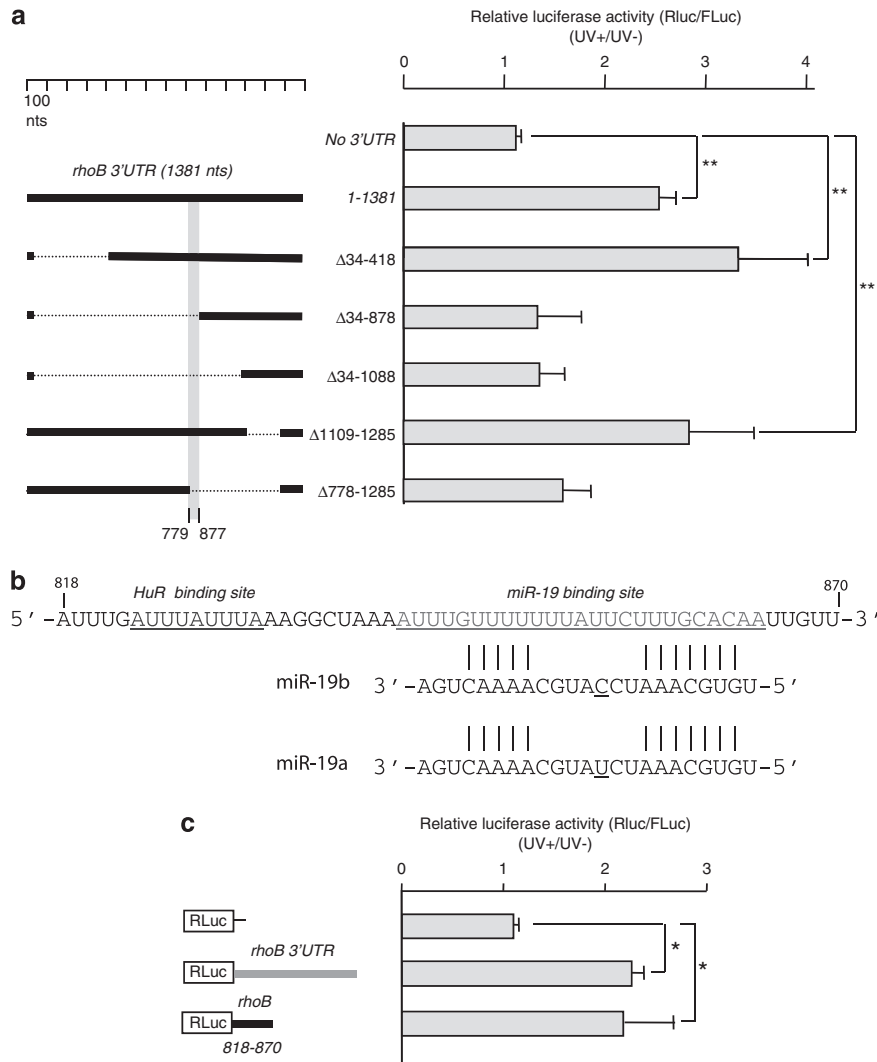 a
Relative luciferase activity (Rluc/FLuc)
(UV+/UV-)
0 1 2 3 4
100
nts
rhoB 3'UTR (1381 nts)
No 3'UTR
1-1381
Δ34-418
Δ34-878
Δ34-1088
Δ1109-1285
Δ778-1285
**
**
**
779 877
b
818 HuR binding site miR-19 binding site 870
5'-AUUUGAUUUAUUUAAAGGCUAAAAUUUGUUUUUUUAUUCUUUGCACAAUUGUU-3'
miR-19b 3'-AGUCAAAACGUACCUAAACGUGU-5'
miR-19a 3'-AGUCAAAACGUAUCUAAACGUGU-5'
c
Relative luciferase activity (Rluc/FLuc)
(UV+/UV-)
0 1 2 3
RLuc
rhoB 3'UTR
RLuc
rhoB
RLuc
818-870
*
*